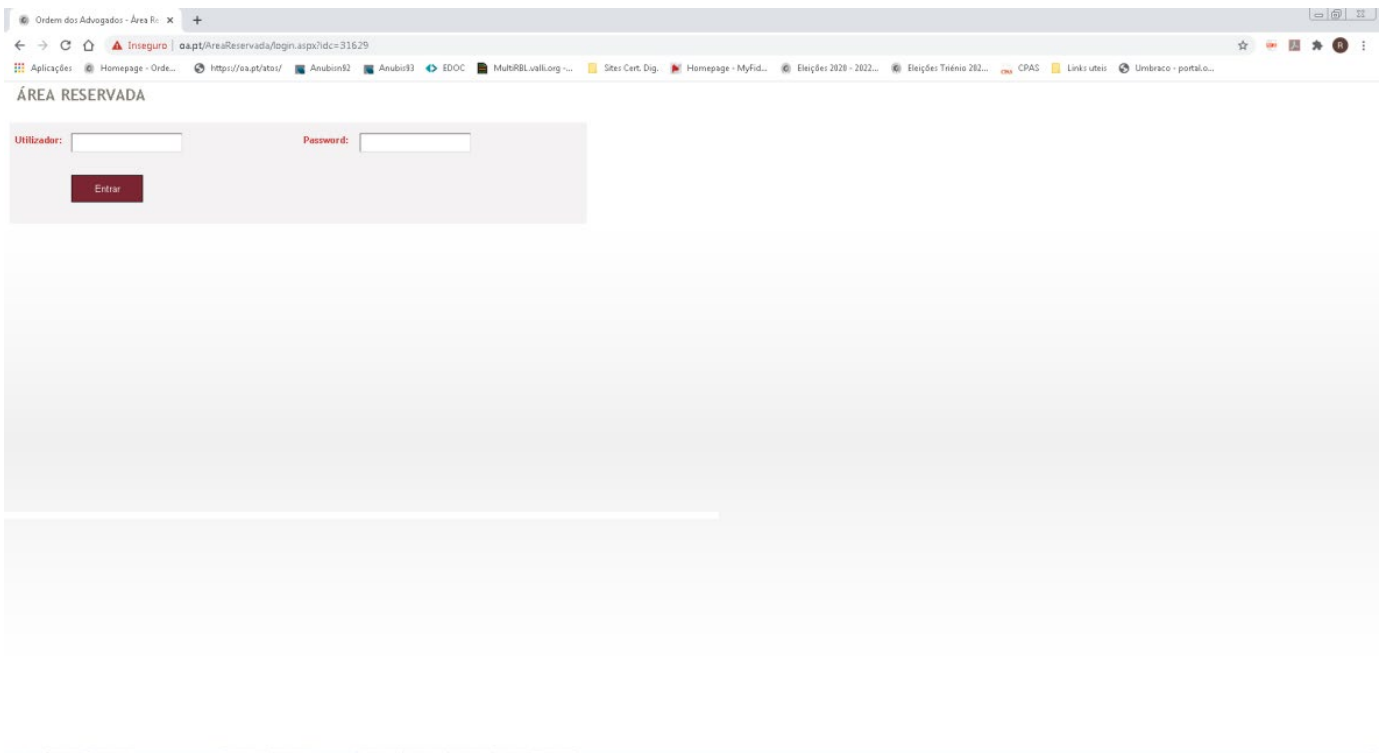 Ordem dos Advogados - Área Re
Inseguro | oa.pt/AreaReservada/login.aspx?idc=31629
Aplicações Homepage - Orde... https://oa.pt/atos/ Anubisn92 Anubis93 EDOC MultiRBL.valli.org -... Sites Cert. Dig. Homepage - MyFid... Eleições 2020 - 2022... Eleições Triénio 202... CPAS Links uteis Umbraco - portal.o...
ÁREA RESERVADA
Utilizador: Password:
Entrar